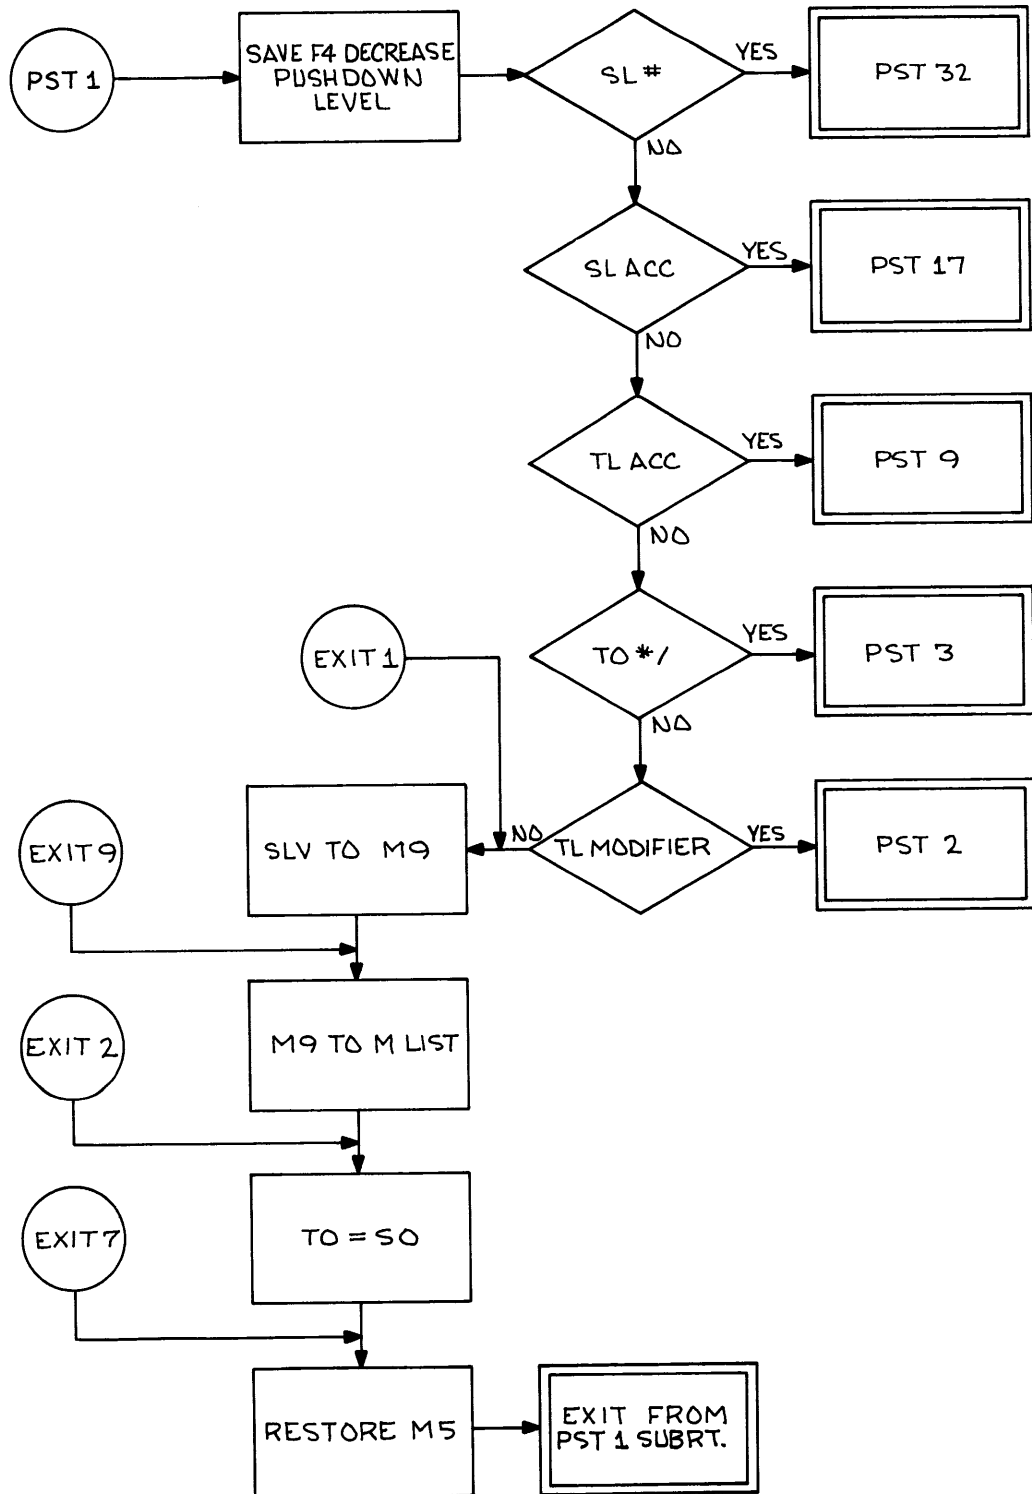 PST 1
SAVE F4 DECREASE
PUSHDOWN
LEVEL
SL #
YES
PST 32
NO
SL ACC
YES
PST 17
NO
TL ACC
YES
PST 9
NO
EXIT 1
TO */
YES
PST 3
NO
EXIT 9
SLV TO M9
NO
TL MODIFIER
YES
PST 2
EXIT 2
M9 TO M LIST
EXIT 7
TO = SO
RESTORE M5
EXIT FROM
PST 1 SUBRT.